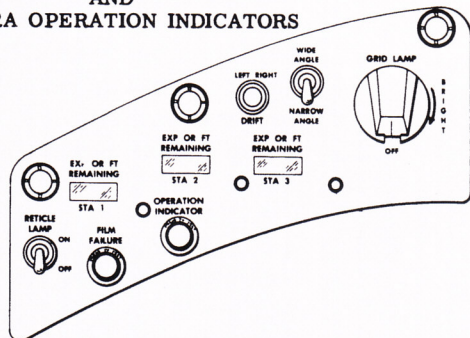 AND
RA OPERATION INDICATORS
WIDE
ANGLE
GRID LAMP
LEFT RIGHT
DRIFT
NARROW
ANGLE
BRIGHT
OFF
EXP OR FT
REMAINING
STA 2
EXP OR FT
REMAINING
STA 3
EXP OR FT
REMAINING
STA 1
OPERATION
INDICATOR
RETICLE
LAMP
ON
OFF
FILM
FAILURE